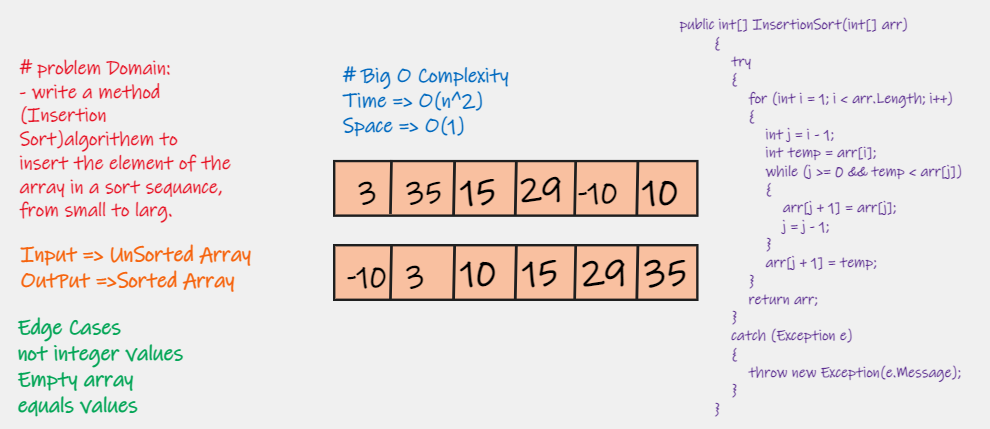 # problem Domain:
- write a method
(Insertion
Sort)algorithem to
insert the element of the
array in a sort sequance,
from small to larg.
Input => UnSorted Array
OutPut =>Sorted Array
Edge Cases
not integer values
Empty array
equals values
# Big O Complexity
Time => O(n^2)
Space => O(1)
3 35 15 29 -10 10
-10 3 10 15 29 35
public int[] InsertionSort(int[] arr)
{
try
{
for (int i = 1; i < arr.Length; i++)
{
int j = i - 1;
int temp = arr[i];
while (j >= 0 && temp < arr[j])
{
arr[j + 1] = arr[j];
j = j - 1;
}
arr[j + 1] = temp;
}
return arr;
}
catch (Exception e)
{
throw new Exception(e.Message);
}
}